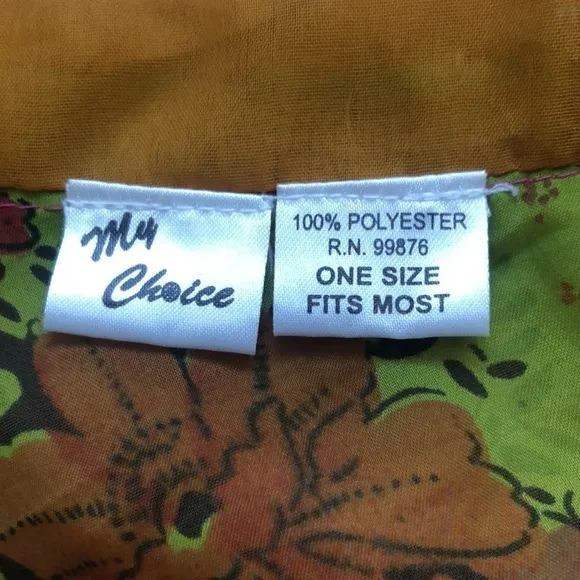 My
Choice
100% POLYESTER
R.N. 99876
ONE SIZE
FITS MOST